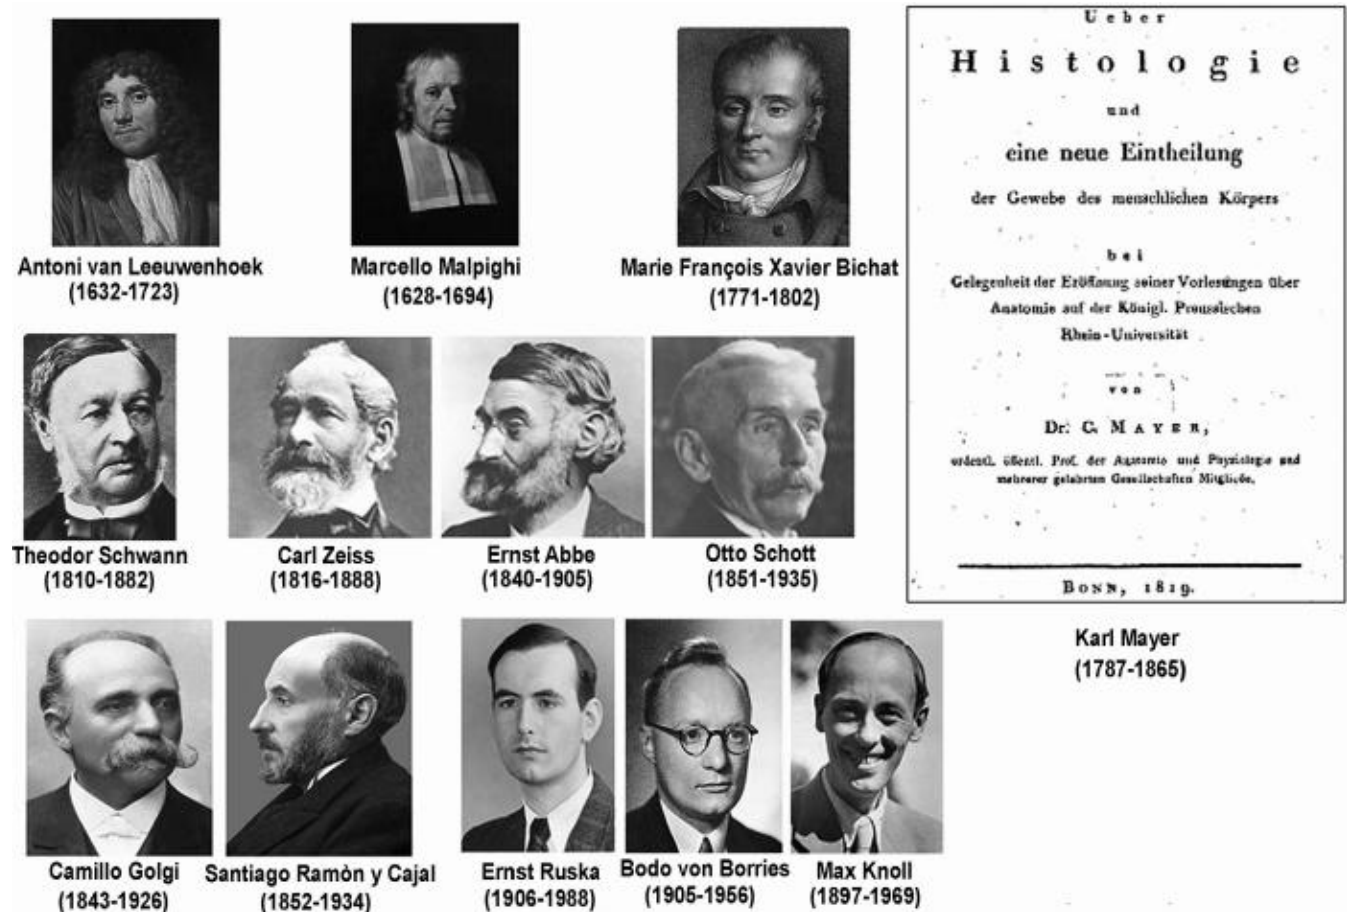 Ueber
Histologie
und
eine neue Eintheilung
der Gewebe des menschlichen Körpers
bei
Gelegenheit der Eröffnung seiner Vorlesungen über
Anatomie auf der Königl. Preussischen
Rhein-Universität
von
Dr. C. MAYER,
ordentl. öffentl. Prof. der Anatomie und Physiologie und
mehrerer gelehrten Gesellschaften Mitgliede.
BONN, 1819.
Karl Mayer
(1787-1865)
Antoni van Leeuwenhoek
(1632-1723)
Marcello Malpighi
(1628-1694)
Marie François Xavier Bichat
(1771-1802)
Theodor Schwann
(1810-1882)
Carl Zeiss
(1816-1888)
Ernst Abbe
(1840-1905)
Otto Schott
(1851-1935)
Camillo Golgi
(1843-1926)
Santiago Ramòn y Cajal
(1852-1934)
Ernst Ruska
(1906-1988)
Bodo von Borries
(1905-1956)
Max Knoll
(1897-1969)